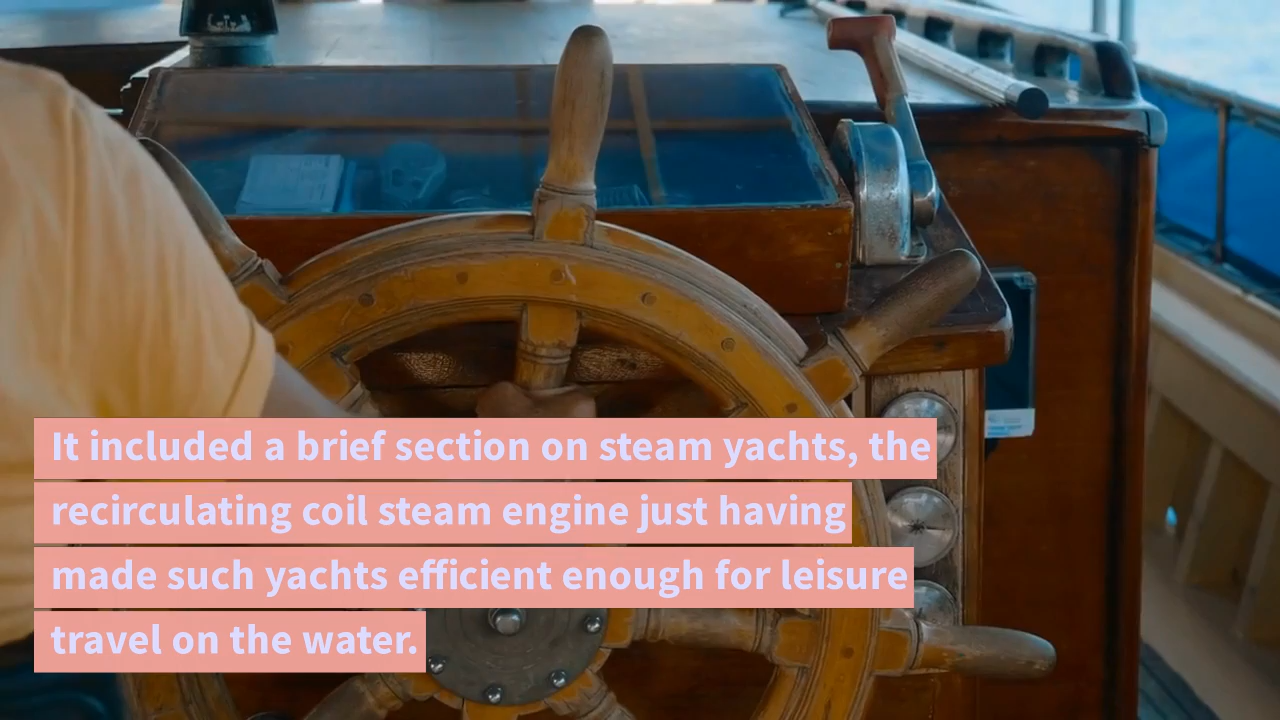 It included a brief section on steam yachts, the
recirculating coil steam engine just having
made such yachts efficient enough for leisure
travel on the water.